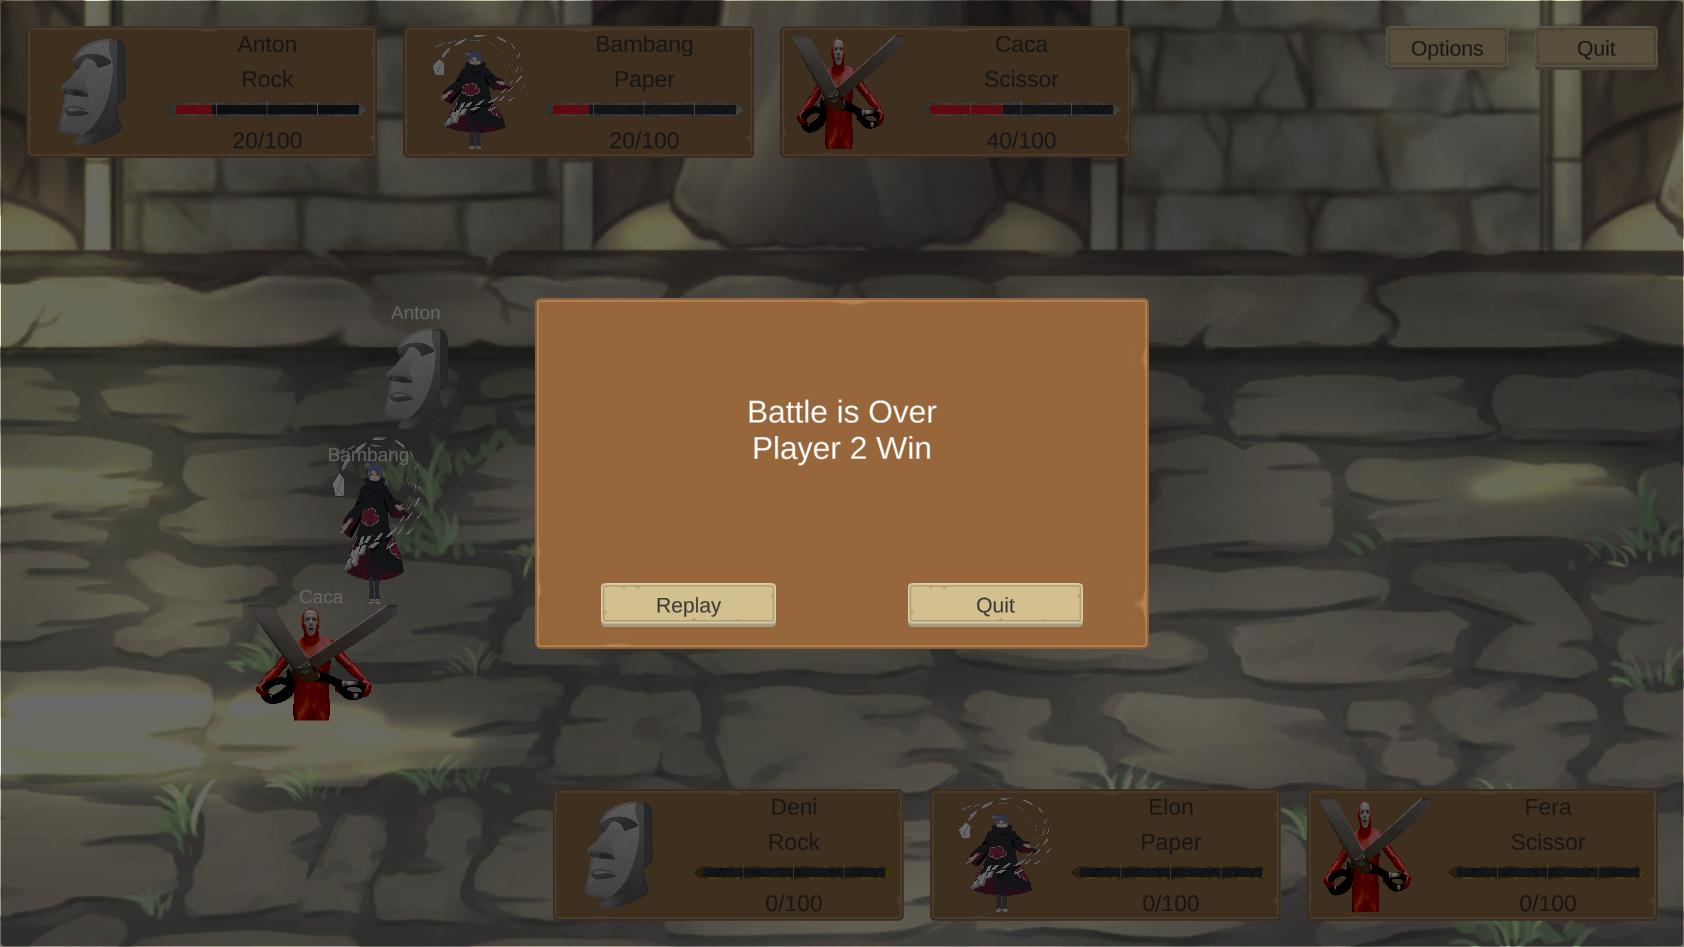 Anton
Rock
20/100
Bambang
Paper
20/100
Caca
Scissor
40/100
Options
Quit
Anton
Bambang
Caca
Battle is Over
Player 2 Win
Replay
Quit
Deni
Rock
0/100
Elon
Paper
0/100
Fera
Scissor
0/100